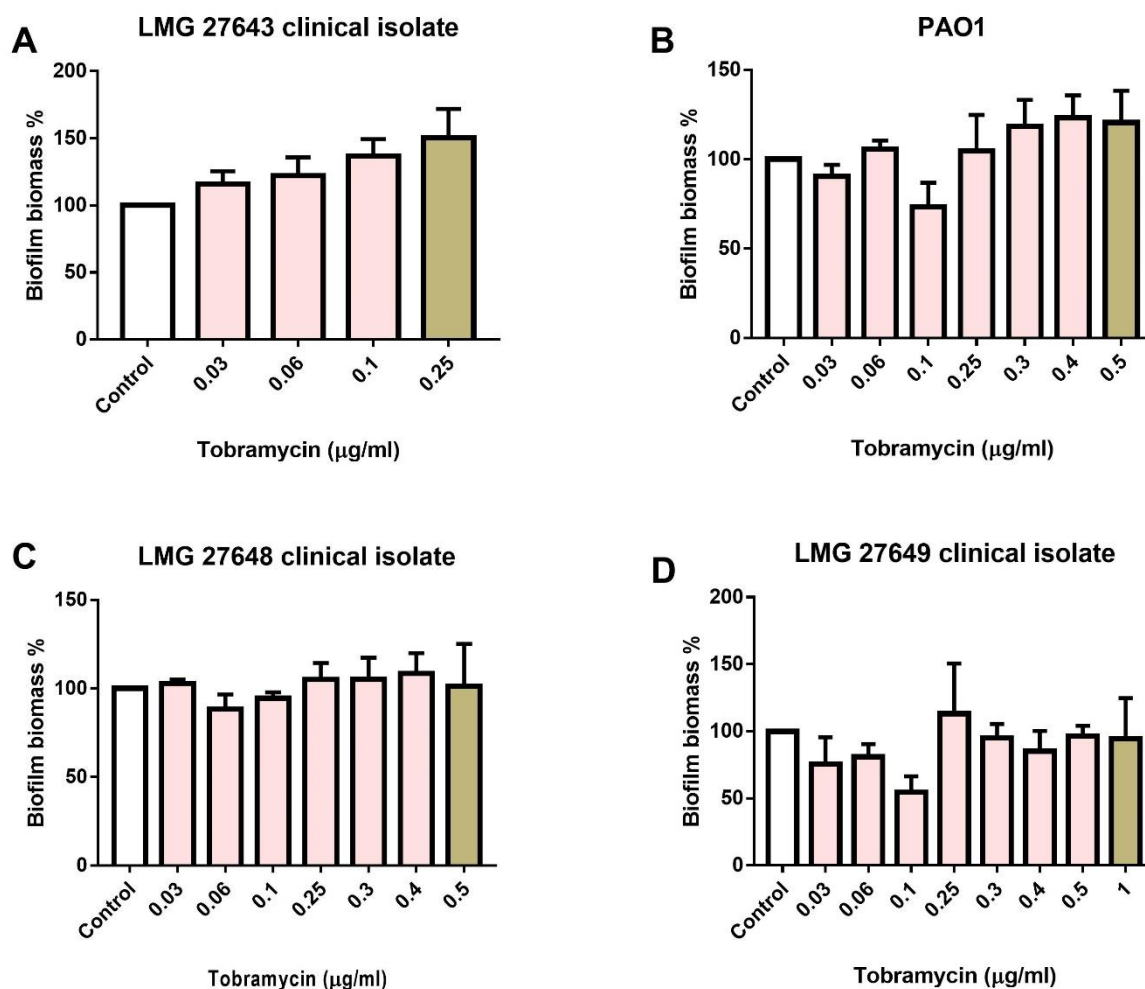 A
LMG 27643 clinical isolate
Biofilm biomass %
200
150
100
50
0
Control
0.03
0.06
0.1
0.25
Tobramycin (μg/ml)
B
PAO1
Biofilm biomass %
150
100
50
0
Control
0.03
0.06
0.1
0.25
0.3
0.4
0.5
Tobramycin (μg/ml)
C
LMG 27648 clinical isolate
Biofilm biomass %
150
100
50
0
Control
0.03
0.06
0.1
0.25
0.3
0.4
0.5
Tobramycin (μg/ml)
D
LMG 27649 clinical isolate
Biofilm biomass %
200
150
100
50
0
Control
0.03
0.06
0.1
0.25
0.3
0.4
0.5
1
Tobramycin (μg/ml)